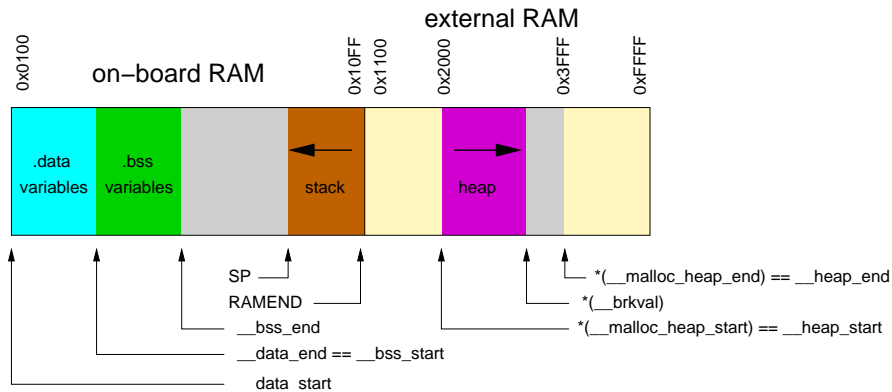 external RAM
on−board RAM
0x0100
0x10FF
0x1100
0x2000
0x3FFF
0xFFFF
.data
variables
.bss
variables
stack
heap
SP
*(__malloc_heap_end) == __heap_end
RAMEND
*(__brkval)
__bss_end
*(__malloc_heap_start) == __heap_start
__data_end == __bss_start
__data_start